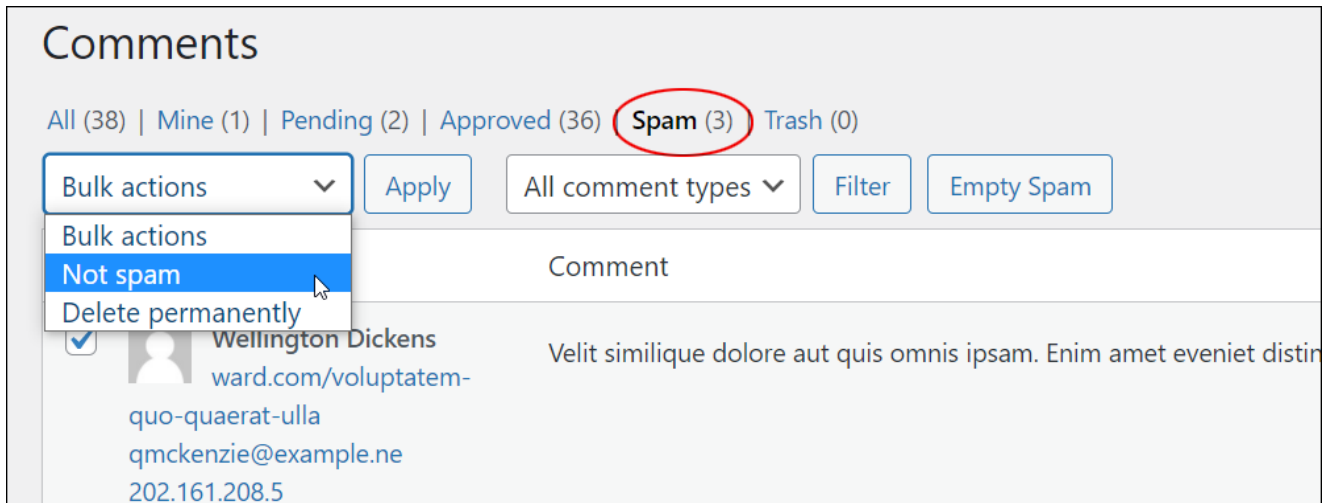 Comments
All (38) | Mine (1) | Pending (2) | Approved (36) | Spam (3) | Trash (0)
Bulk actions Apply All comment types Filter Empty Spam
Bulk actions
Not spam
Delete permanently
Comment
Wellington Dickens
ward.com/voluptatem-
quo-quaerat-ulla
qmckenzie@example.ne
202.161.208.5
Velit similique dolore aut quis omnis ipsam. Enim amet eveniet distin